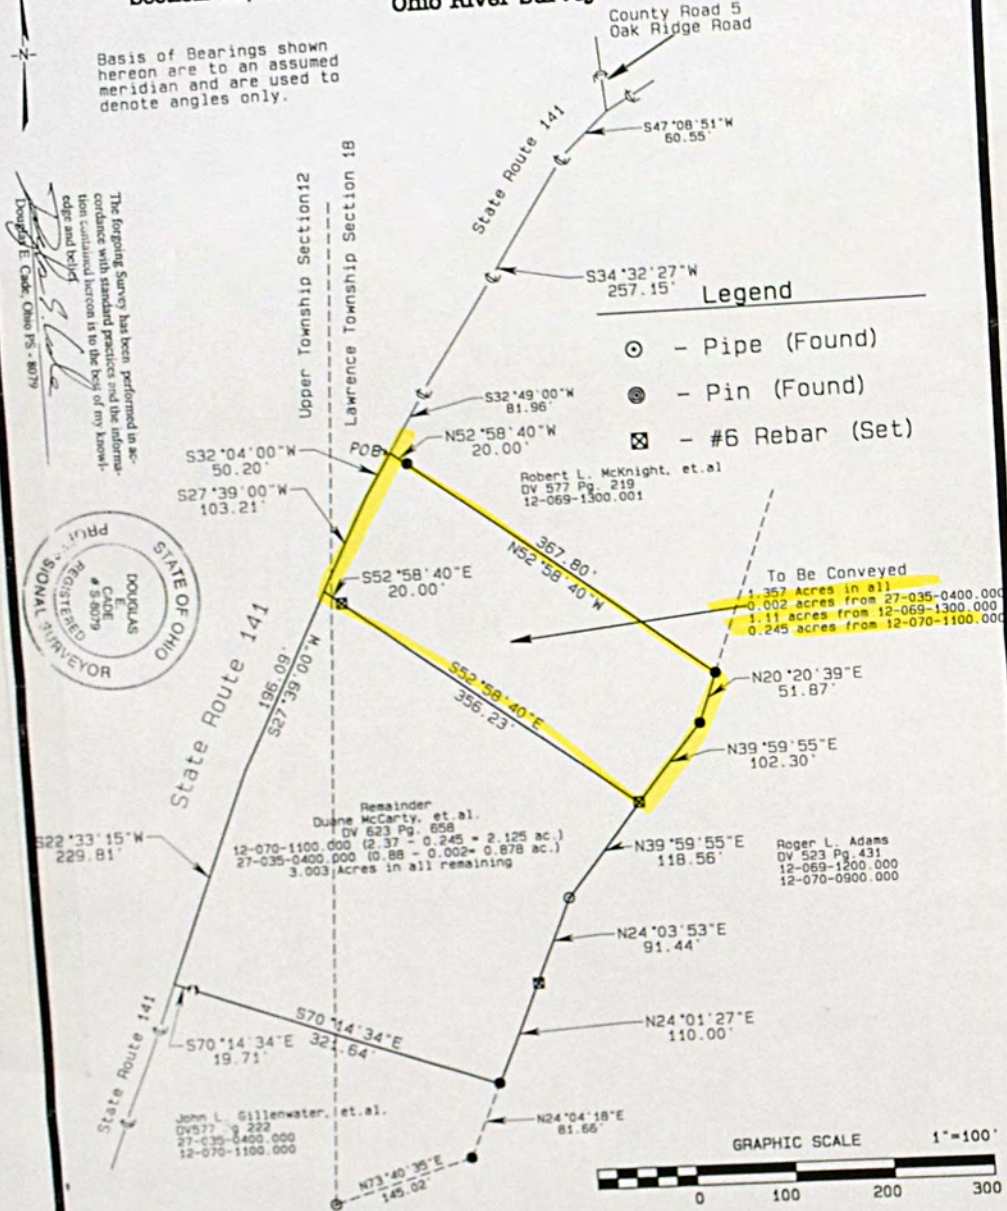 Ohio River Survey
-N-
Basis of Bearings shown
hereon are to an assumed
meridian and are used to
denote angles only.
County Road 5
Oak Ridge Road
State Route 141
S47°08'51"W
60.55'
S34°32'27"W
257.15'
Legend
- Pipe (Found)
- Pin (Found)
- #6 Rebar (Set)
The forgoing Survey has been performed in ac-
cordance with standard practices and the informa-
tion contained hereon is to the best of my knowl-
edge and belief.
Douglas E. Cade, Ohio PS - 8079
Upper Township Section12
Lawrence Township Section 18
S32°49'00"W
81.96'
N52°58'40"W
20.00'
POB
S32°04'00"W
50.20'
S27°39'00"W
103.21'
Robert L. McKnight, et.al
DV 577 Pg. 219
12-069-1300.001
367.80'
N52°58'40"W
STATE OF OHIO
DOUGLAS
E.
CADE
# S-8079
REGISTERED
PROFESSIONAL SURVEYOR
S52°58'40"E
20.00'
To Be Conveyed
1.357 Acres in all
0.002 acres from 27-035-0400.000
1.11 acres from 12-069-1300.000
0.245 acres from 12-070-1100.000
S52°58'40"E
356.23'
N20°20'39"E
51.87'
N39°59'55"E
102.30'
196.09'
S27°39'00"W
State Route 141
Remainder
Duane McCarty, et.al.
DV 623 Pg. 658
12-070-1100.000 (2.37 - 0.245 = 2.125 ac.)
27-035-0400.000 (0.88 - 0.002= 0.878 ac.)
3.003 Acres in all remaining
S22°33'15"W
229.81'
N39°59'55"E
118.56'
Roger L. Adams
DV 523 Pg.431
12-069-1200.000
12-070-0900.000
N24°03'53"E
91.44'
N24°01'27"E
110.00'
S70°14'34"E
321.64'
S70°14'34"E
19.71'
State Route 141
John L. Gillenwater, et.al.
DV577 222
27-035-0400.000
12-070-1100.000
N24°04'18"E
81.66'
N73°40'35"E
145.02'
GRAPHIC SCALE 1"=100'
0 100 200 300